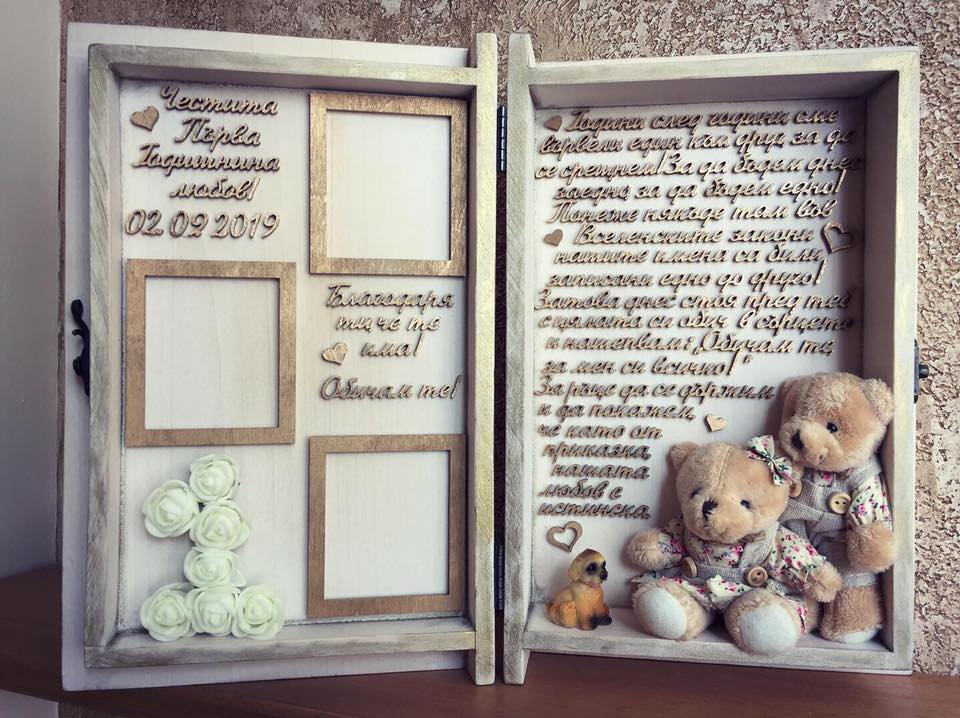 Честита
Първа
Годишнина
любов!
02.09.2019
Благодаря
ти, че те
има!
Обичам те!
Години след години сме
вървели един към друг за да
се срещнем! За да бъдем днес
заедно, за да бъдем едно!
Понеже някъде там във
Вселенските закони
нашите имена са били
записани едно до друго!
Затова днес стоя пред теб
с цялата си обич в сърцето
и нашепвам: „Обичам те,
за мен си всичко!"
За ръце да се държим
и да покажем,
че като от
приказка,
нашата
любов е
истинска.